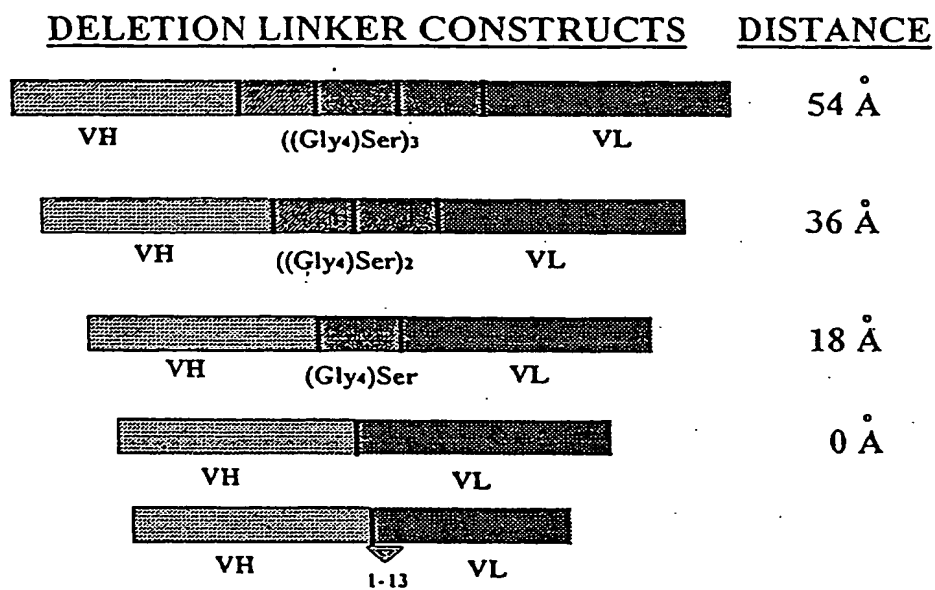 DELETION LINKER CONSTRUCTS DISTANCE
54 Å
VH ((Gly4)Ser)3 VL
36 Å
VH ((Gly4)Ser)2 VL
18 Å
VH (Gly4)Ser VL
0 Å
VH VL
VH 1-13 VL